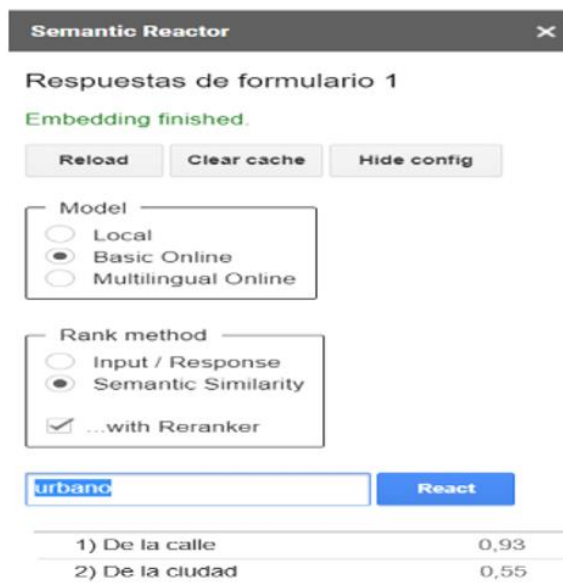 Semantic Reactor ×
Respuestas de formulario 1
Embedding finished.
Reload Clear cache Hide config
Model
Local
Basic Online
Multilingual Online
Rank method
Input / Response
Semantic Similarity
...with Reranker
urbano React
1) De la calle 0,93
2) De la ciudad 0,55